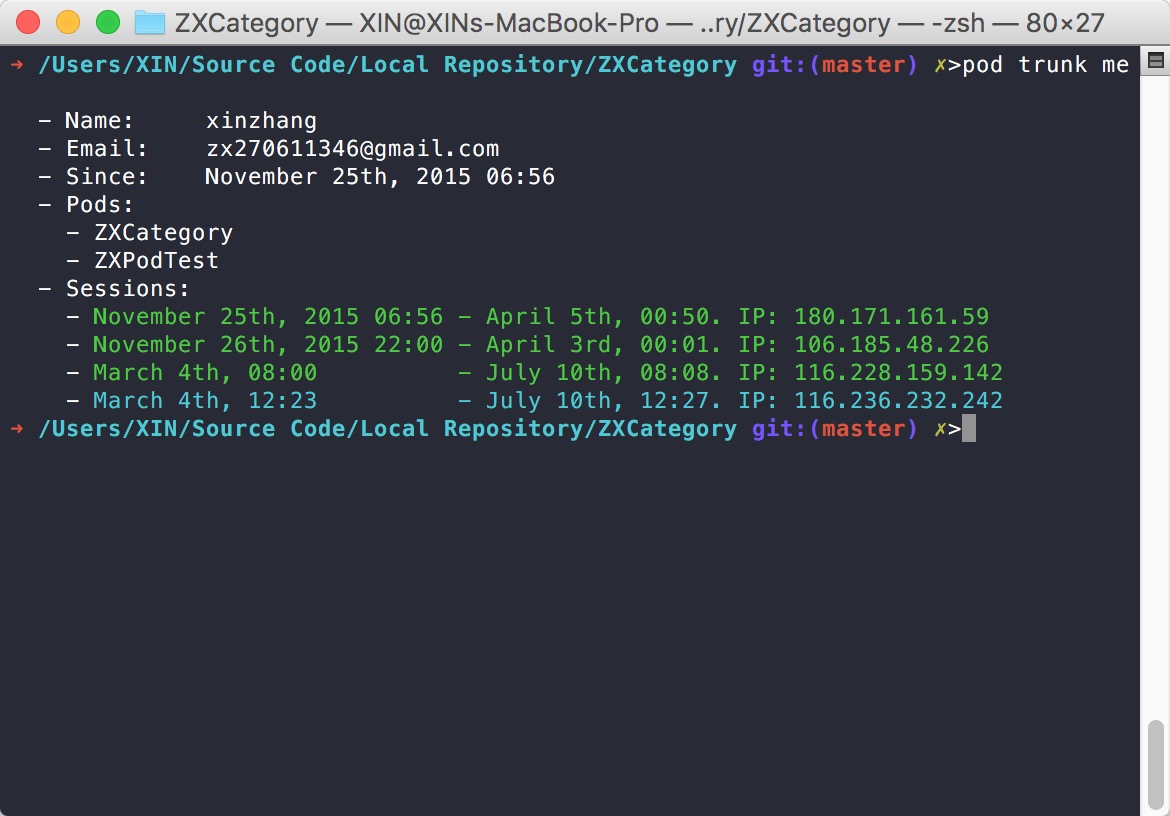 ZXCategory — XIN@XINs-MacBook-Pro — ..ry/ZXCategory — -zsh — 80×27
➜ /Users/XIN/Source Code/Local Repository/ZXCategory git:(master) ✗>pod trunk me
- Name: xinzhang
- Email: zx270611346@gmail.com
- Since: November 25th, 2015 06:56
- Pods:
- ZXCategory
- ZXPodTest
- Sessions:
- November 25th, 2015 06:56 - April 5th, 00:50. IP: 180.171.161.59
- November 26th, 2015 22:00 - April 3rd, 00:01. IP: 106.185.48.226
- March 4th, 08:00 - July 10th, 08:08. IP: 116.228.159.142
- March 4th, 12:23 - July 10th, 12:27. IP: 116.236.232.242
➜ /Users/XIN/Source Code/Local Repository/ZXCategory git:(master) ✗>